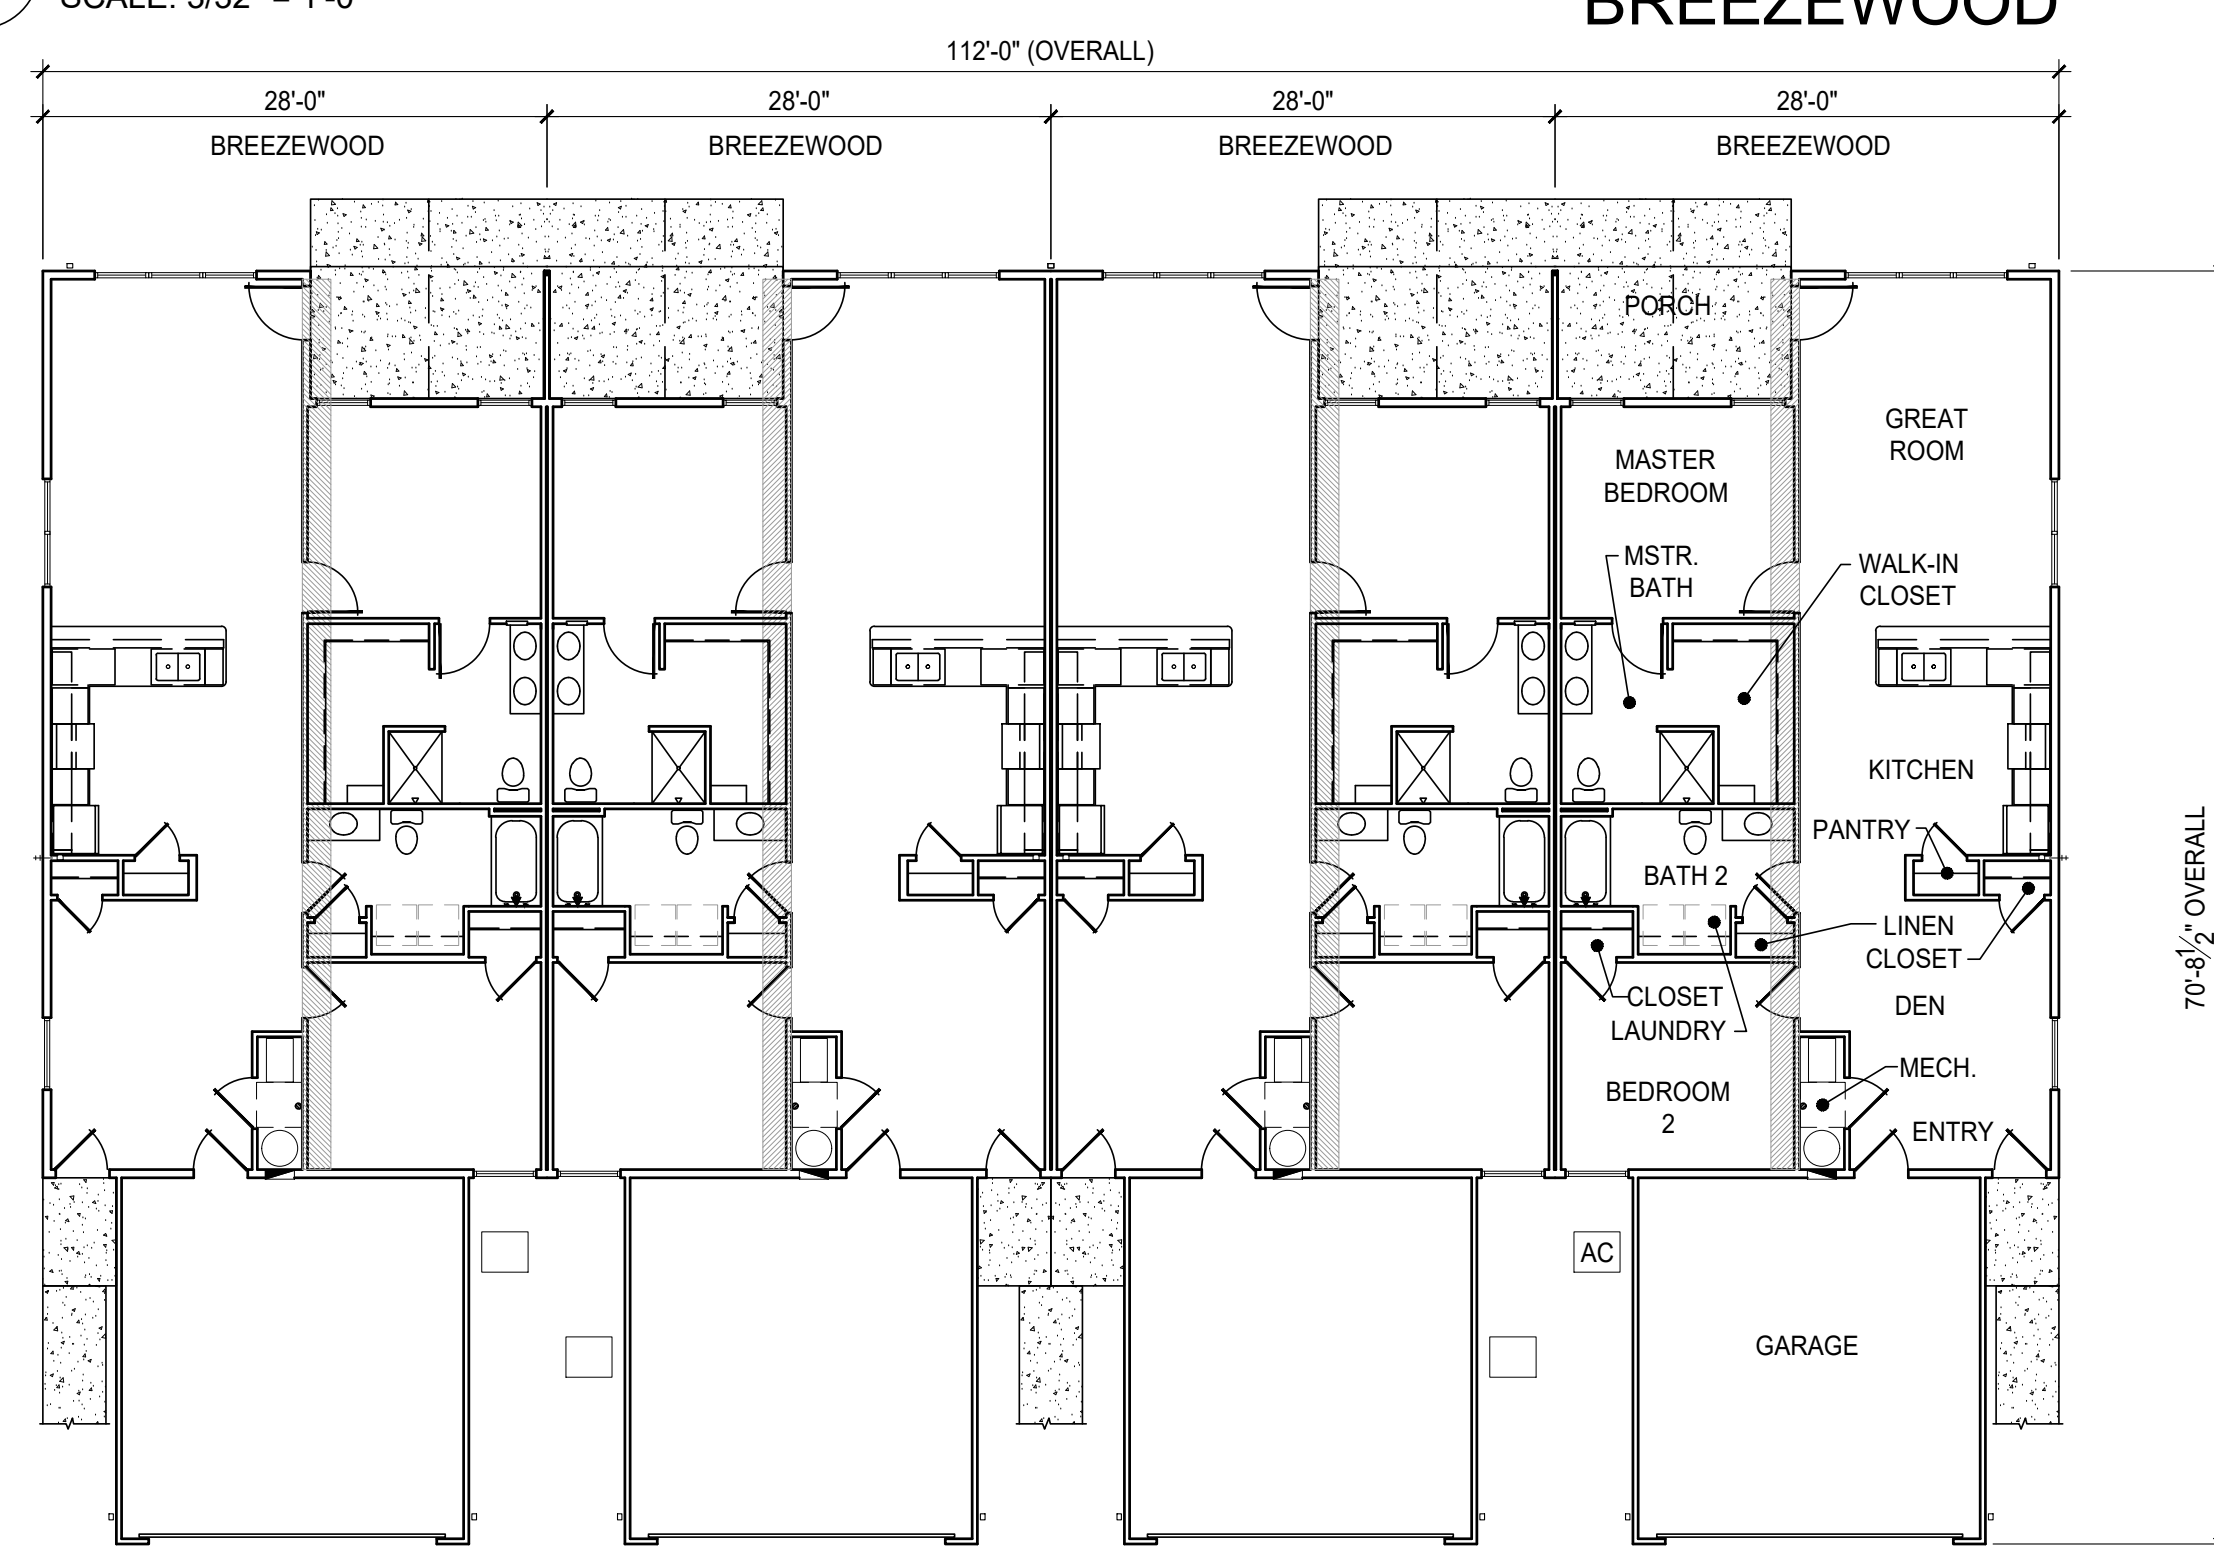 SCALE: 3/32" = 1'-0"
BREEZEWOOD
112'-0" (OVERALL)
28'-0"
28'-0"
28'-0"
28'-0"
BREEZEWOOD
BREEZEWOOD
BREEZEWOOD
BREEZEWOOD
PORCH
GREAT
ROOM
MASTER
BEDROOM
MSTR.
BATH
WALK-IN
CLOSET
KITCHEN
PANTRY
BATH 2
LINEN
CLOSET
CLOSET
LAUNDRY
DEN
MECH.
BEDROOM
2
ENTRY
AC
GARAGE
70'-8½" OVERALL